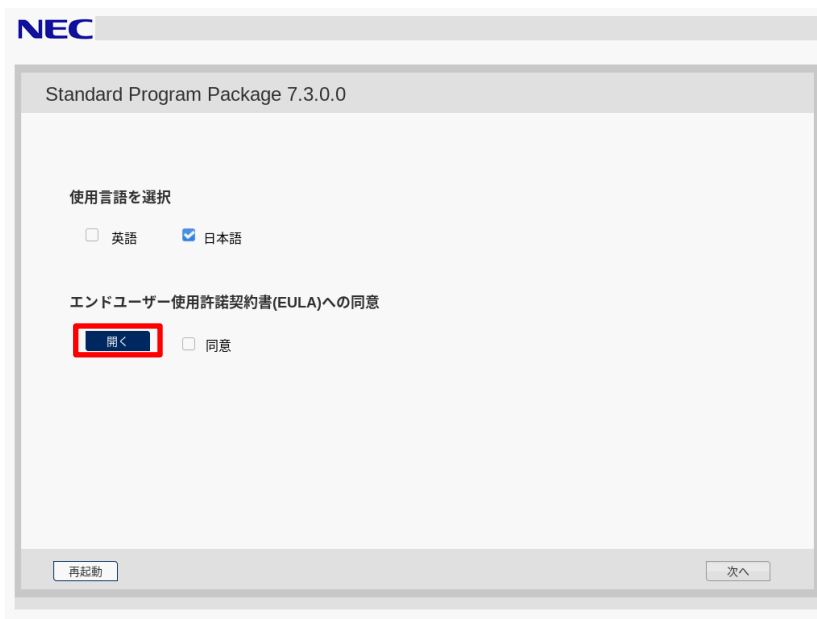 NEC
Standard Program Package 7.3.0.0
使用言語を選択
英語 日本語
エンドユーザー使用許諾契約書(EULA)への同意
開く 同意
再起動 次へ